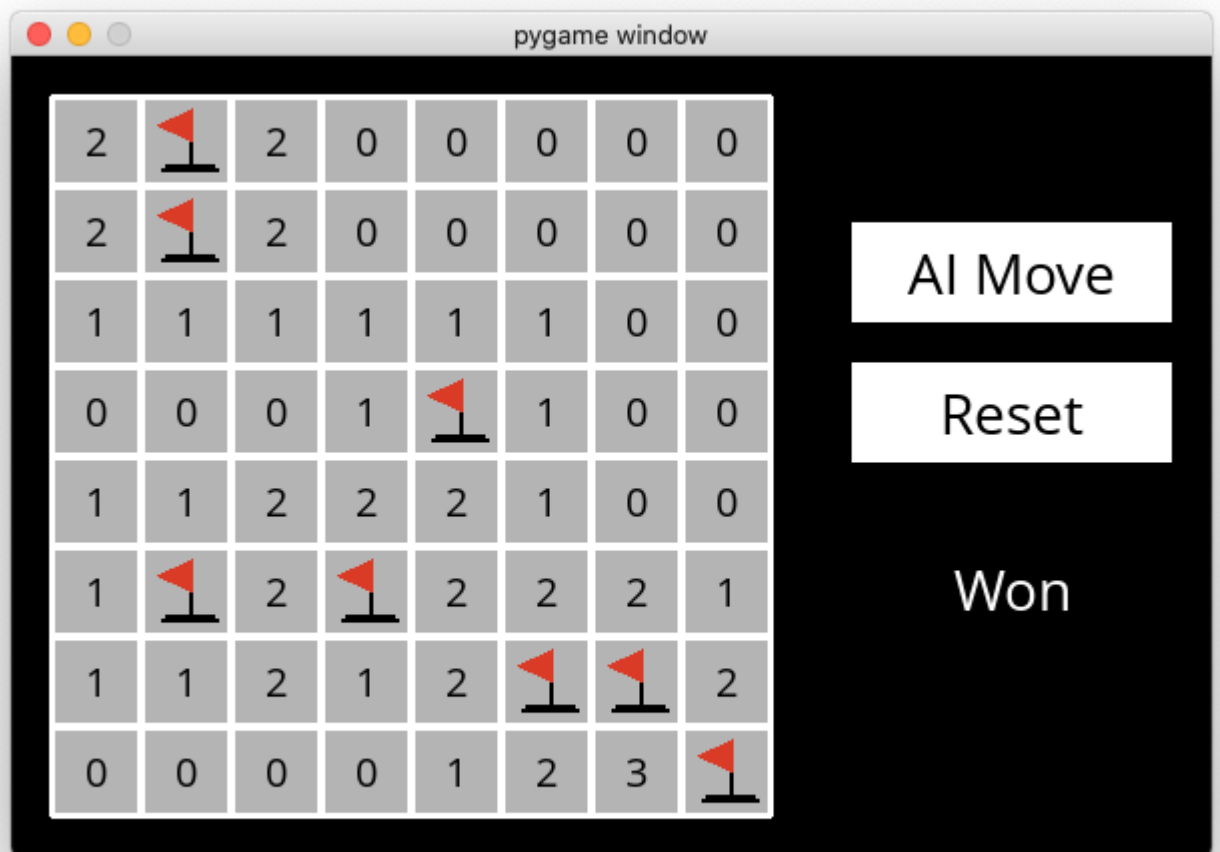 pygame window
2 2 0 0 0 0 0
2 2 0 0 0 0 0
1 1 1 1 1 1 0 0
0 0 0 1 1 0 0
1 1 2 2 2 1 0 0
1 2 2 2 2 1
1 1 2 1 2 2
0 0 0 0 1 2 3
AI Move
Reset
Won